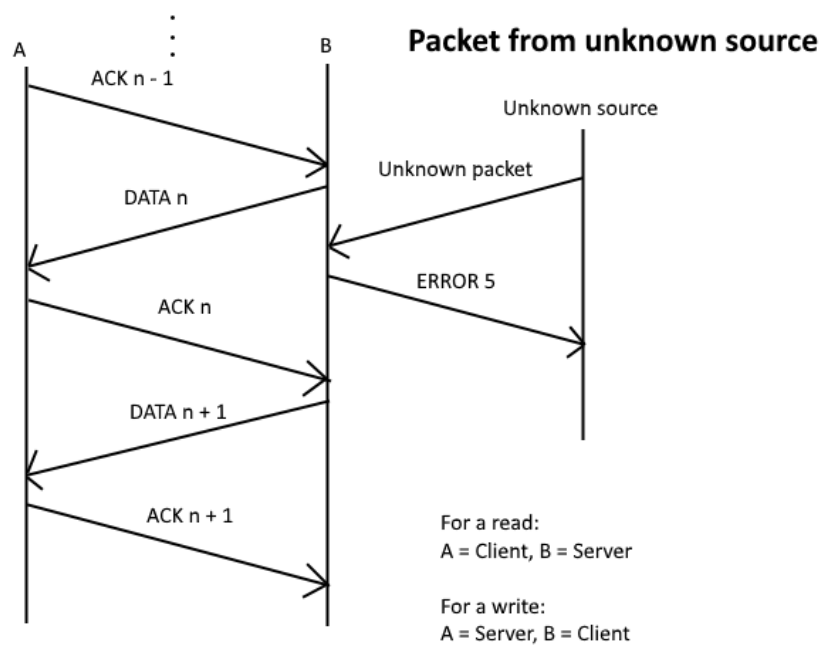 Packet from unknown source
A
B
ACK n - 1
Unknown source
Unknown packet
DATA n
ERROR 5
ACK n
DATA n + 1
ACK n + 1
For a read:
A = Client, B = Server
For a write:
A = Server, B = Client